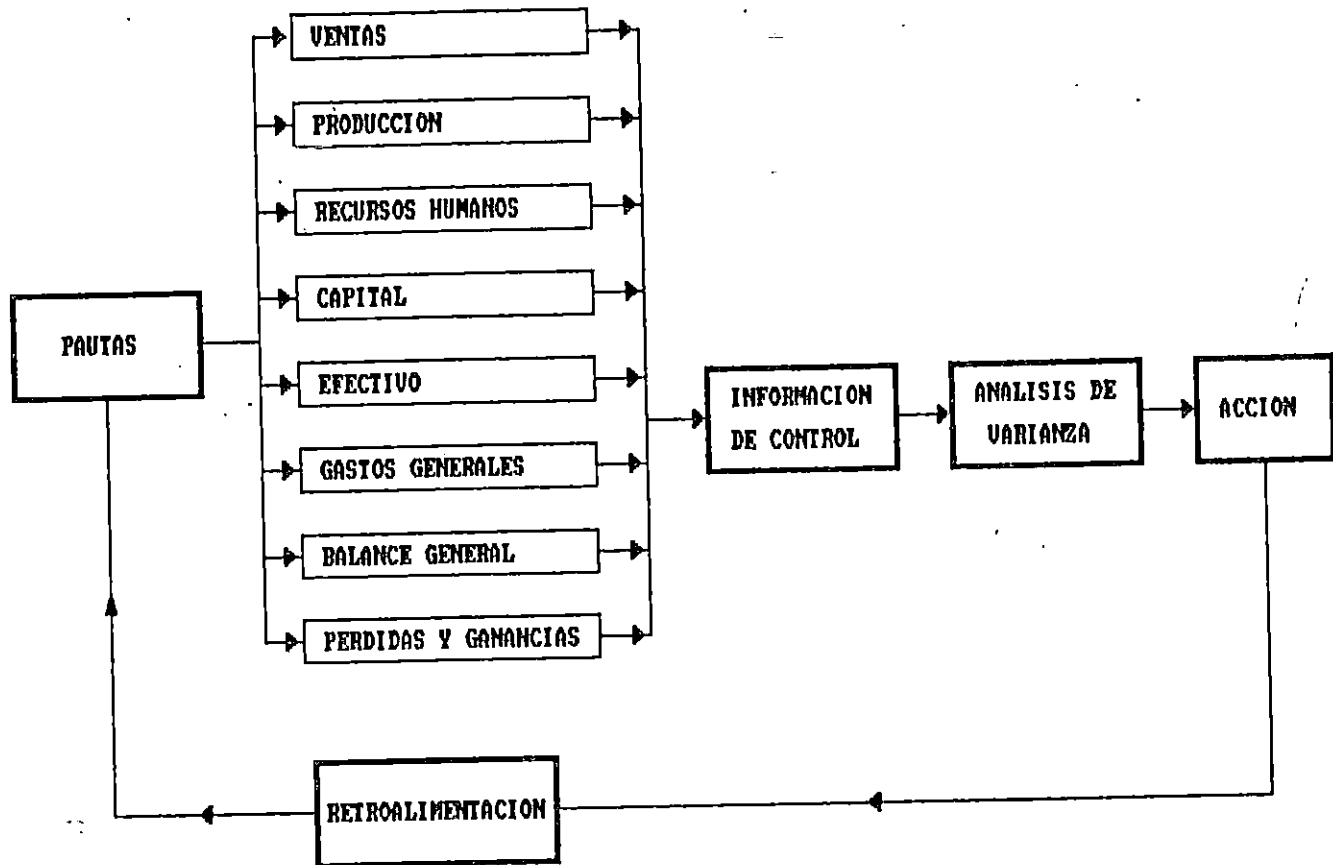 VENTAS
PRODUCCION
RECURSOS HUMANOS
CAPITAL
PAUTAS
EFECTIVO
GASTOS GENERALES
BALANCE GENERAL
PERDIDAS Y GANANCIAS
INFORMACION
DE CONTROL
ANALISIS DE
VARIANZA
ACCION
RETROALIMENTACION